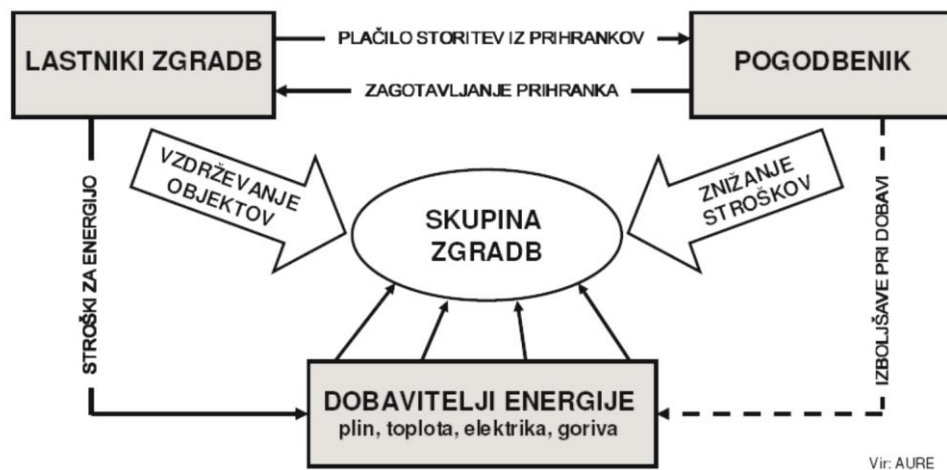 LASTNIKI ZGRADB
PLAČILO STORITEV IZ PRIHRANKOV
ZAGOTAVLJANJE PRIHRANKA
POGODBENIK
VZDRŽEVANJE
OBJEKTOV
ZNIŽANJE
STROŠKOV
SKUPINA
ZGRADB
STROŠKI ZA ENERGIJO
IZBOLJŠAVE PRI DOBAVI
DOBAVITELJI ENERGIJE
plin, toplota, elektrika, goriva
Vir: AURE